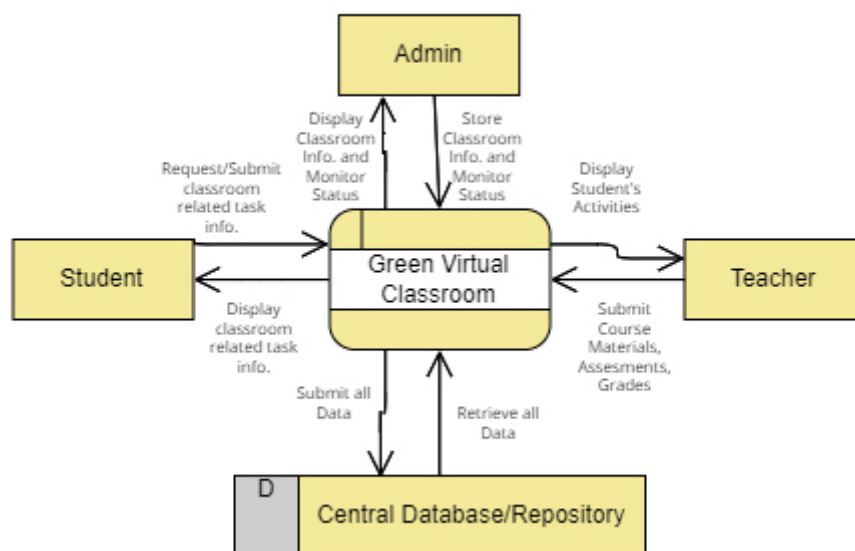 Admin
Display
Classroom
Info. and
Monitor
Status
Store
Classroom
Info. and
Monitor
Status
Request/Submit
classroom
related task
info.
Display
Student's
Activities
Student
Green Virtual
Classroom
Teacher
Display
classroom
related task
info.
Submit
Course
Materials,
Assesments,
Grades
Submit all
Data
Retrieve all
Data
D
Central Database/Repository